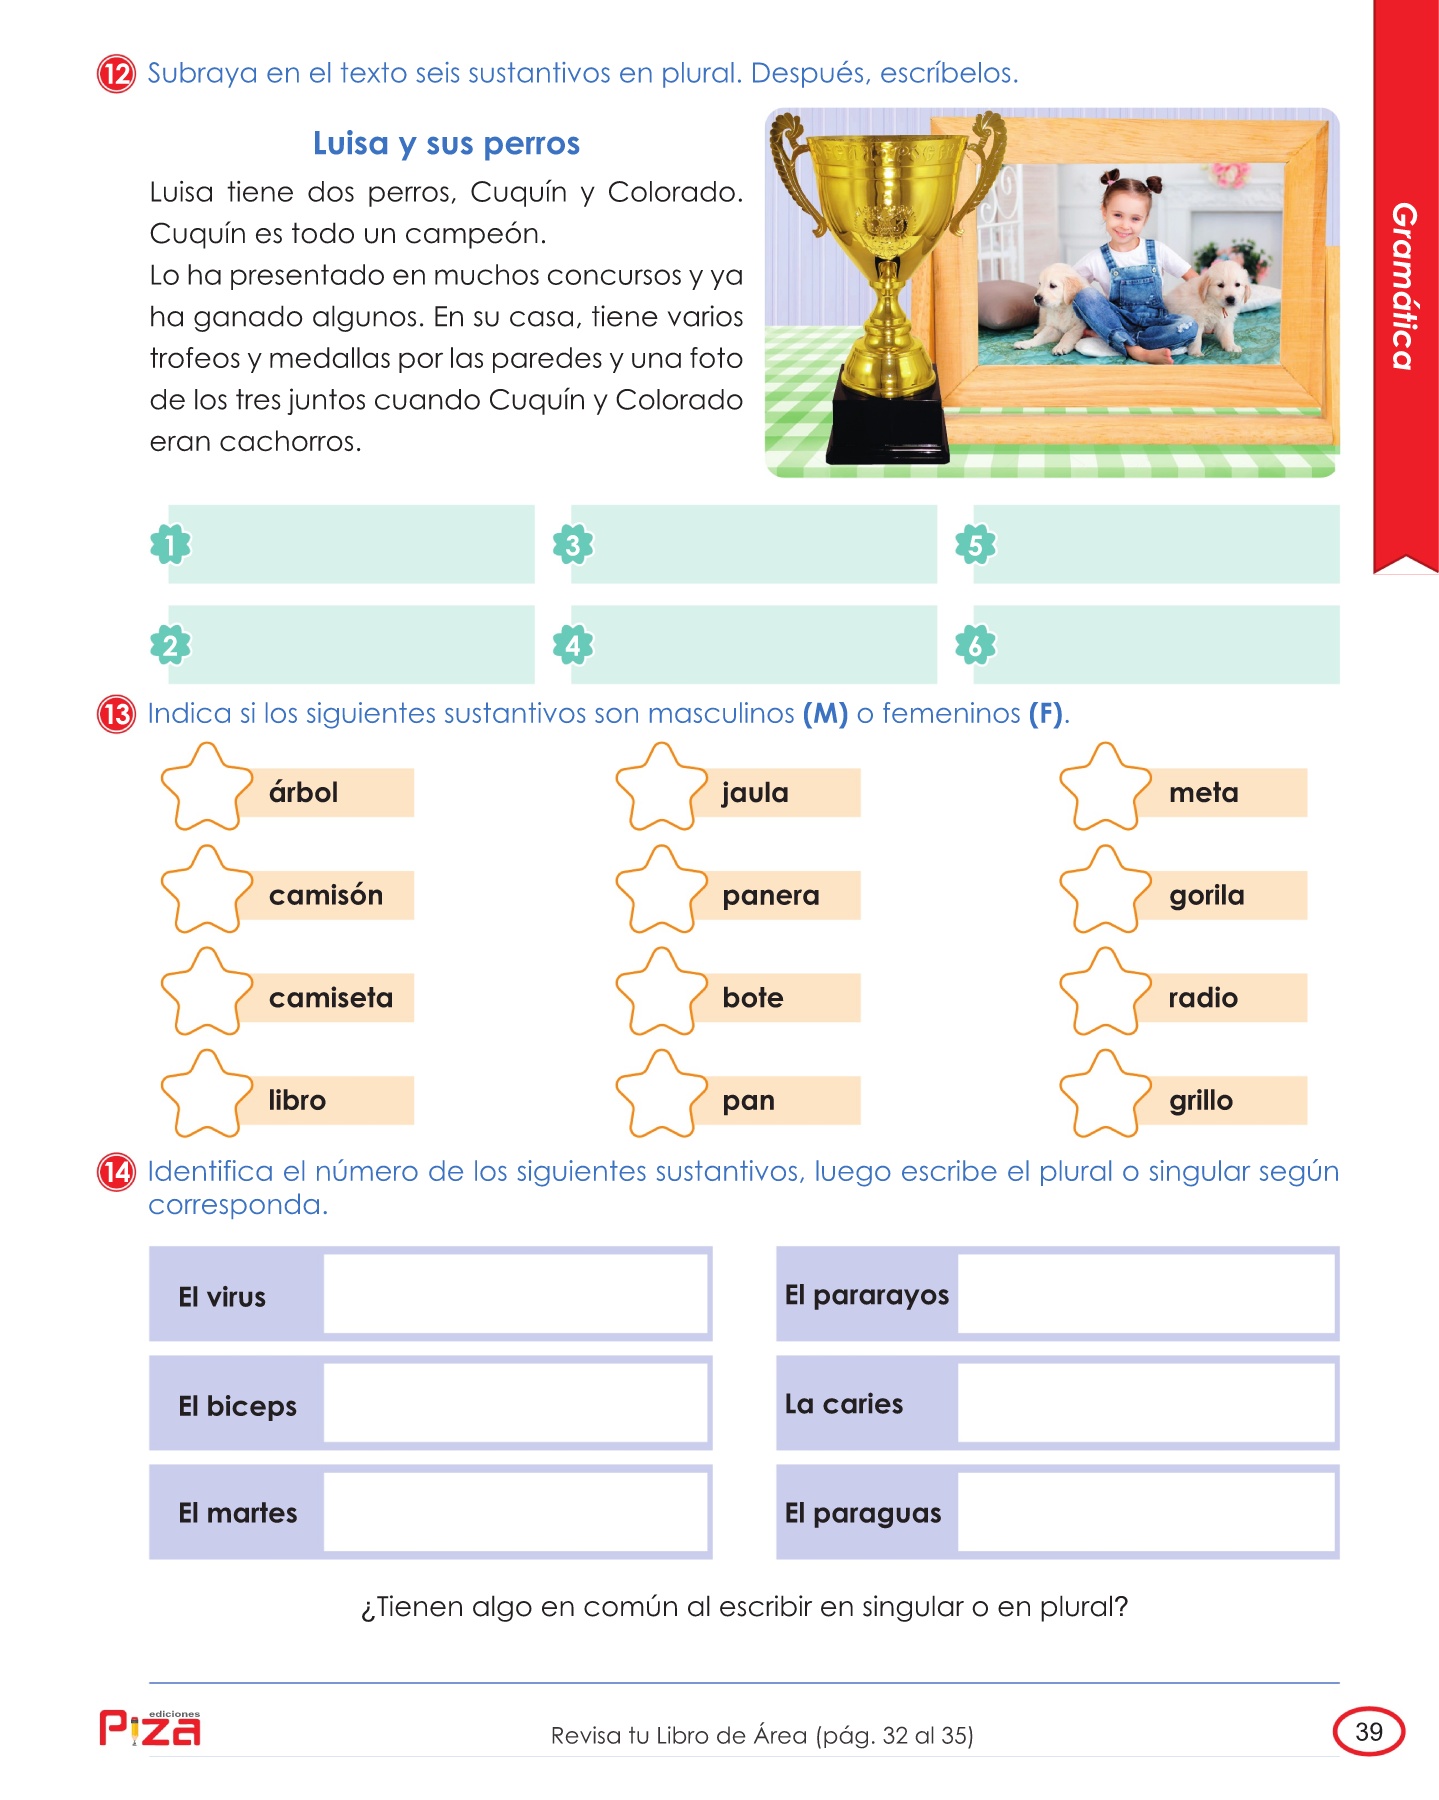 12 Subraya en el texto seis sustantivos en plural. Después, escríbelos.
Luisa y sus perros
Luisa tiene dos perros, Cuquín y Colorado.
Cuquín es todo un campeón.
Lo ha presentado en muchos concursos y ya
ha ganado algunos. En su casa, tiene varios
trofeos y medallas por las paredes y una foto
de los tres juntos cuando Cuquín y Colorado
eran cachorros.
Gramática
1 3 5
2 4 6
13 Indica si los siguientes sustantivos son masculinos (M) o femeninos (F).
árbol jaula meta
camisón panera gorila
camiseta bote radio
libro pan grillo
14 Identifica el número de los siguientes sustantivos, luego escribe el plural o singular según
corresponda.
El virus El pararayos
El biceps La caries
El martes El paraguas
¿Tienen algo en común al escribir en singular o en plural?
ediciones
Piza
Revisa tu Libro de Área (pág. 32 al 35)
39